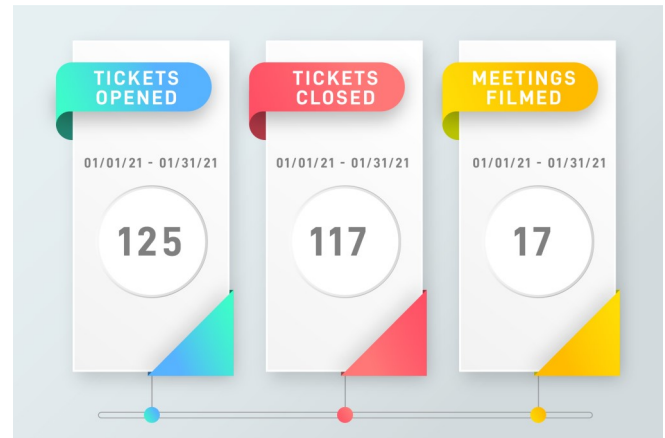 TICKETS
OPENED
01/01/21 - 01/31/21
125
TICKETS
CLOSED
01/01/21 - 01/31/21
117
MEETINGS
FILMED
01/01/21 - 01/31/21
17